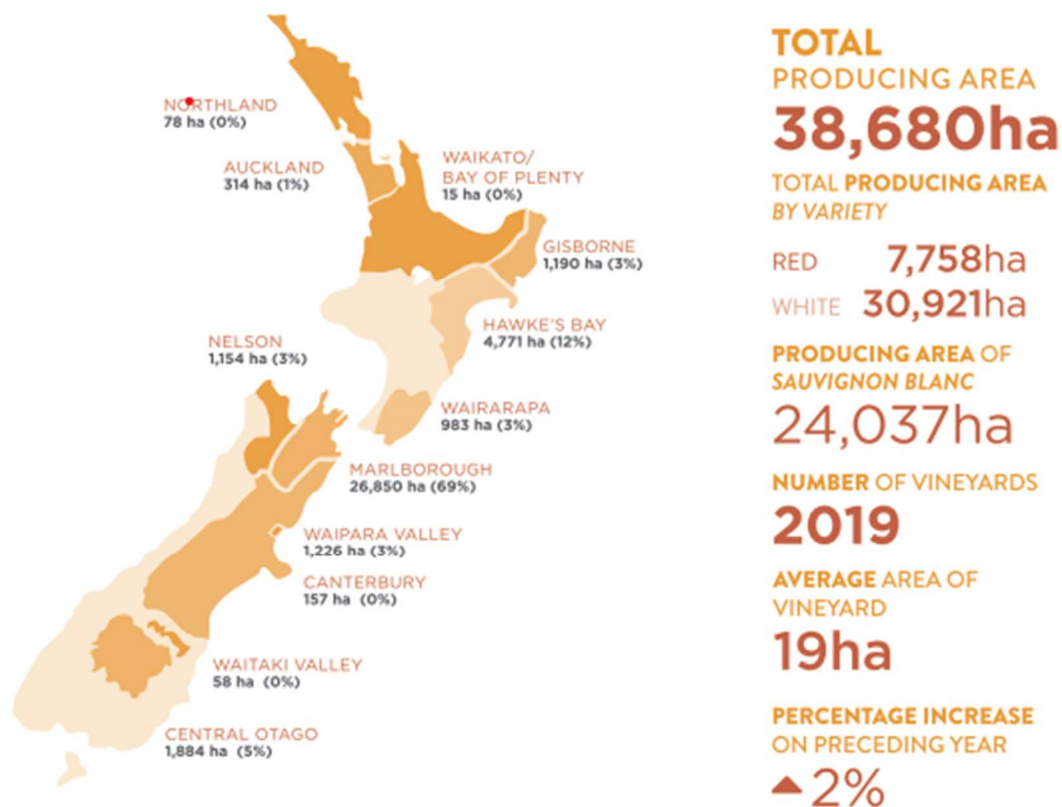 NORTHLAND
78 ha (0%)
AUCKLAND
314 ha (1%)
WAIKATO/
BAY OF PLENTY
15 ha (0%)
GISBORNE
1,190 ha (3%)
HAWKE'S BAY
4,771 ha (12%)
NELSON
1,154 ha (3%)
WAIRARAPA
983 ha (3%)
MARLBOROUGH
26,850 ha (69%)
WAIPARA VALLEY
1,226 ha (3%)
CANTERBURY
157 ha (0%)
WAITAKI VALLEY
58 ha (0%)
CENTRAL OTAGO
1,884 ha (5%)
TOTAL
PRODUCING AREA
38,680ha
TOTAL PRODUCING AREA
BY VARIETY
RED 7,758ha
WHITE 30,921ha
PRODUCING AREA OF
SAUVIGNON BLANC
24,037ha
NUMBER OF VINEYARDS
2019
AVERAGE AREA OF
VINEYARD
19ha
PERCENTAGE INCREASE
ON PRECEDING YEAR
2%